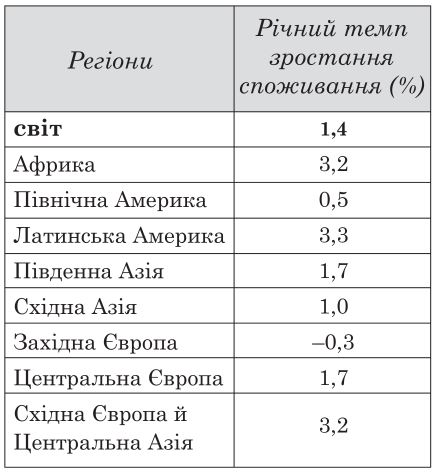 Регіони
Річний темп
зростання
споживання (%)
світ 1,4
Африка 3,2
Північна Америка 0,5
Латинська Америка 3,3
Південна Азія 1,7
Східна Азія 1,0
Західна Європа –0,3
Центральна Європа 1,7
Східна Європа й
Центральна Азія 3,2